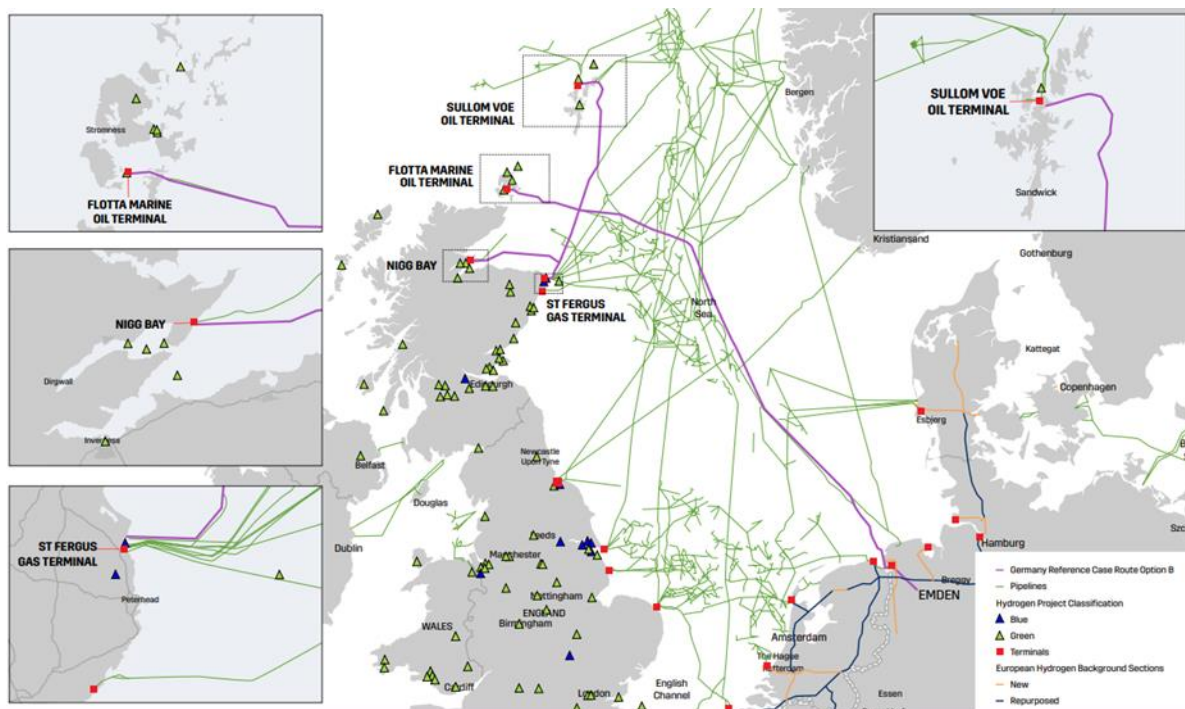 Stromness
FLOTTA MARINE
OIL TERMINAL
NIGG BAY
Dingwall
Inverness
ST FERGUS
GAS TERMINAL
Peterhead
SULLOM VOE
OIL TERMINAL
FLOTTA MARINE
OIL TERMINAL
NIGG BAY
ST FERGUS
GAS TERMINAL
Bergen
SULLOM VOE
OIL TERMINAL
Sandwick
Kristiansand
Gothenburg
North
Sea
Kattegat
Copenhagen
Esbjerg
Edinburgh
Newcastle
Upon Tyne
Belfast
Douglas
Dublin
Leeds
Manchester
Nottingham
ENGLAND
Birmingham
WALES
Cardiff
London
English
Channel
Amsterdam
The Hague
Rotterdam
Essen
Hamburg
EMDEN
Germany Reference Case Route Option B
Pipelines
Hydrogen Project Classification
Blue
Green
Terminals
European Hydrogen Background Sections
New
Repurposed